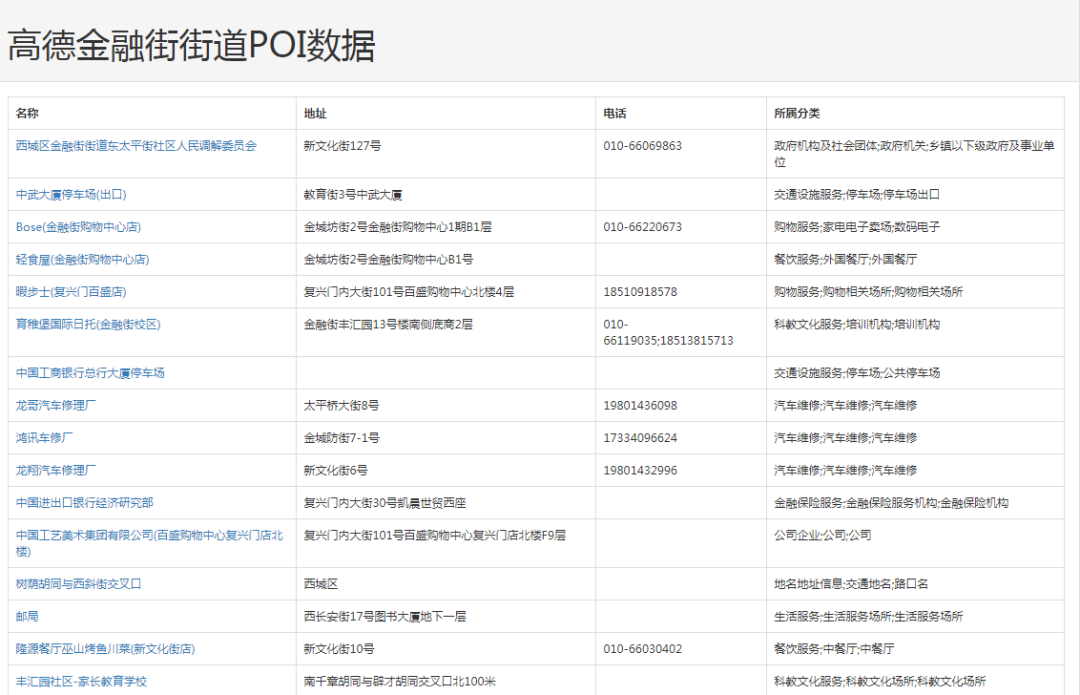 高德金融街街道POI数据
名称 地址 电话 所属分类
西城区金融街街道东太平街社区人民调解委员会 新文化街127号 010-66069863 政府机构及社会团体;政府机关;乡镇以下级政府及事业单
位
中武大厦停车场(出口) 教育街3号中武大厦 交通设施服务;停车场;停车场出口
Bose(金融街购物中心店) 金城坊街2号金融街购物中心1期B1层 010-66220673 购物服务;家电电子卖场;数码电子
轻食屋(金融街购物中心店) 金城坊街2号金融街购物中心B1号 餐饮服务;外国餐厅;外国餐厅
暇步士(复兴门百盛店) 复兴门内大街101号百盛购物中心北楼4层 18510918578 购物服务;购物相关场所;购物相关场所
育稚堡国际日托(金融街校区) 金融街丰汇园13号楼南侧底商2层 010-
66119035;18513815713 科教文化服务;培训机构;培训机构
中国工商银行总行大厦停车场 交通设施服务;停车场;公共停车场
龙哥汽车修理厂 太平桥大街8号 19801436098 汽车维修;汽车维修;汽车维修
鸿讯车修厂 金城防街7-1号 17334096624 汽车维修;汽车维修;汽车维修
龙翔汽车修理厂 新文化街6号 19801432996 汽车维修;汽车维修;汽车维修
中国进出口银行经济研究部 复兴门内大街30号凯晨世贸西座 金融保险服务;金融保险服务机构;金融保险机构
中国工艺美术集团有限公司(百盛购物中心复兴门店北 复兴门内大街101号百盛购物中心复兴门店北楼F9层 公司企业;公司;公司
楼)
树荫胡同与西斜街交叉口 西城区 地名地址信息;交通地名;路口名
邮局 西长安街17号图书大厦地下一层 生活服务;生活服务场所;生活服务场所
隆源餐厅巫山烤鱼川菜(新文化街店) 新文化街10号 010-66030402 餐饮服务;中餐厅;中餐厅
丰汇园社区-家长教育学校 南千章胡同与辟才胡同交叉口北100米 科教文化服务;科教文化场所;科教文化场所